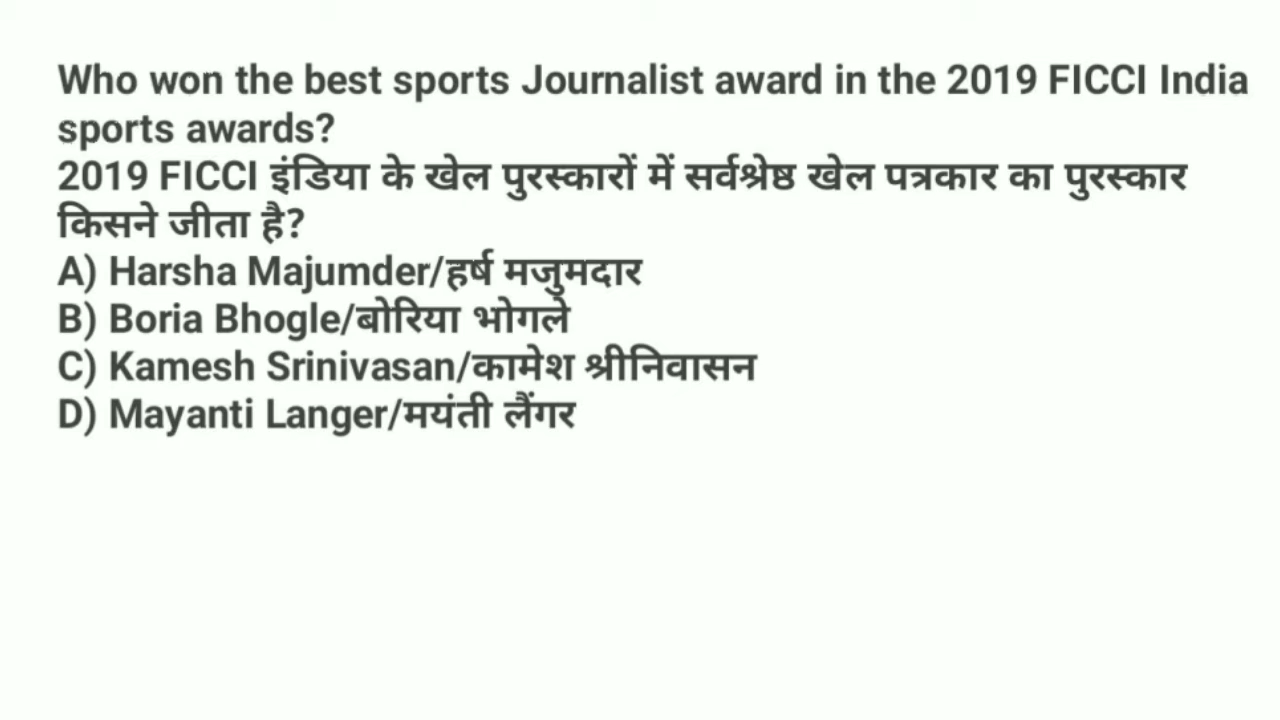 Who won the best sports Journalist award in the 2019 FICCI India
sports awards?
2019 FICCI इंडिया के खेल पुरस्कारों में सर्वश्रेष्ठ खेल पत्रकार का पुरस्कार
किसने जीता है?
A) Harsha Majumder/हर्ष मजुमदार
B) Boria Bhogle/बोरिया भोगले
C) Kamesh Srinivasan/कामेश श्रीनिवासन
D) Mayanti Langer/मयंती लैंगर